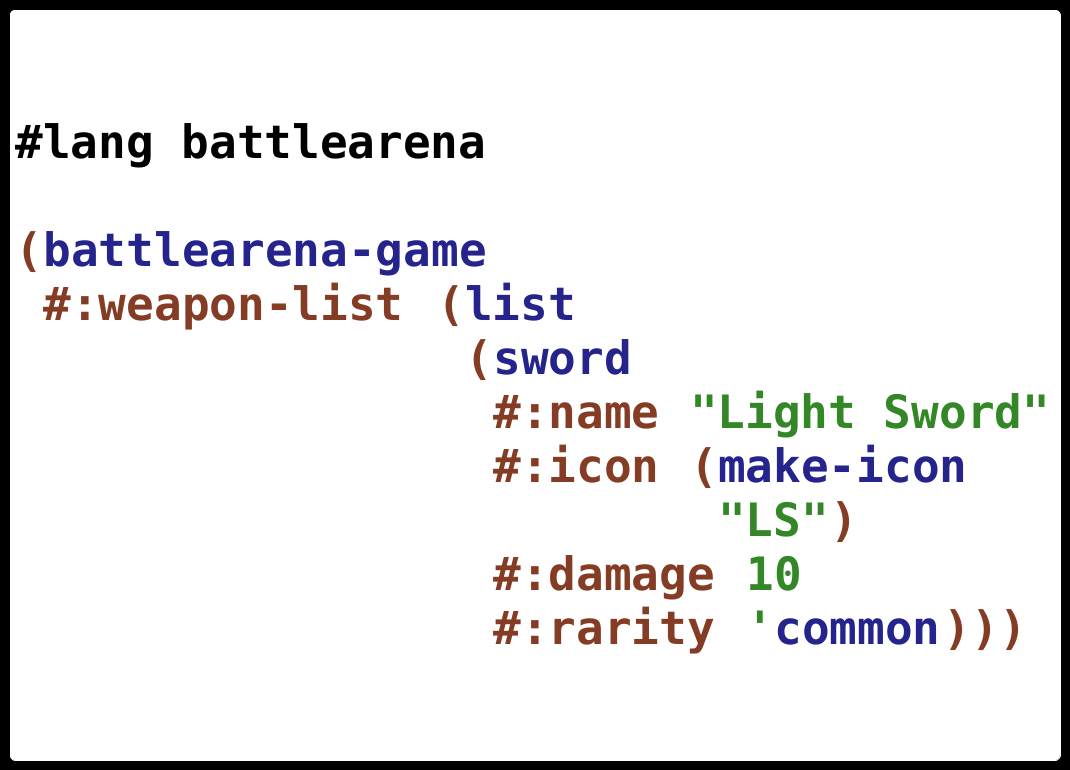 #lang battlearena
(battlearena-game
#:weapon-list (list
(sword
#:name "Light Sword"
#:icon (make-icon
"LS")
#:damage 10
#:rarity 'common)))